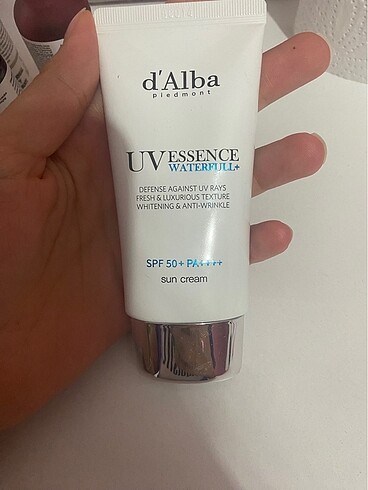 d'Alba
piedmont
UV ESSENCE
WATERFULL+
DEFENSE AGAINST UV RAYS
FRESH & LUXURIOUS TEXTURE
WHITENING & ANTI-WRINKLE
SPF 50+ PA++++
sun cream